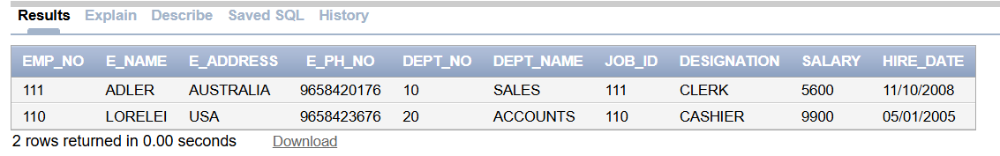 Results Explain Describe Saved SQL History
EMP_NO E_NAME E_ADDRESS E_PH_NO DEPT_NO DEPT_NAME JOB_ID DESIGNATION SALARY HIRE_DATE
111 ADLER AUSTRALIA 9658420176 10 SALES 111 CLERK 5600 11/10/2008
110 LORELEI USA 9658423676 20 ACCOUNTS 110 CASHIER 9900 05/01/2005
2 rows returned in 0.00 seconds Download